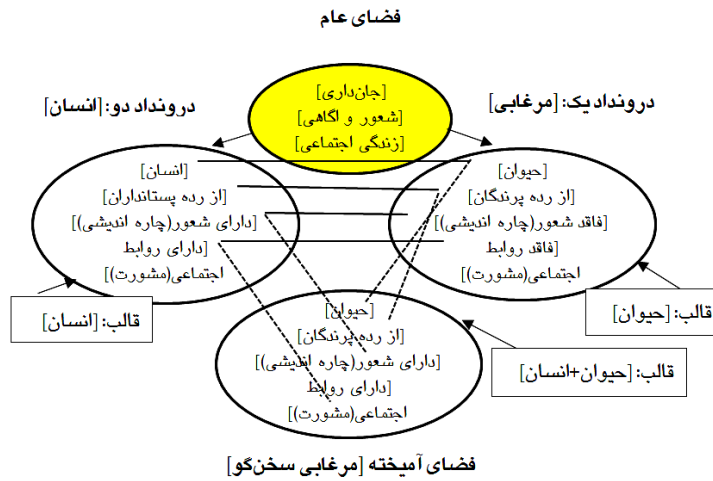 فضای عام
[جان‌داری]
[شعور و اگاهی]
[زندگی اجتماعی]
درونداد یک: [مرغابی]
درونداد دو: [انسان]
[حیوان]
[از رده پرندگان]
[فاقد شعور(چاره اندیشی)]
[فاقد روابط
اجتماعی(مشورت)]
[انسان]
[از رده پستانداران]
[دارای شعور(چاره اندیشی)]
[دارای روابط
اجتماعی(مشورت)]
قالب: [حیوان]
قالب: [انسان]
[حیوان]
[از رده پرندگان]
[دارای شعور(چاره اندیشی)]
[دارای روابط
اجتماعی(مشورت)]
قالب: [حیوان+انسان]
فضای آمیخته [مرغابی سخن‌گو]